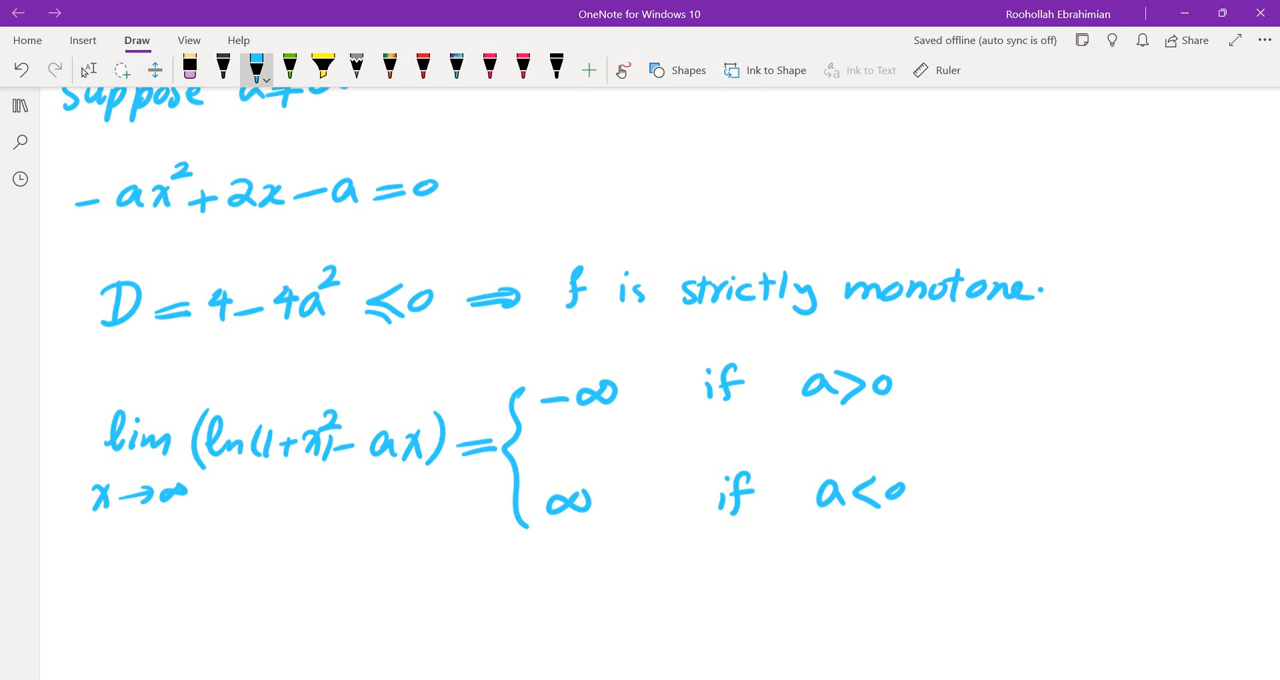 OneNote for Windows 10
Roohollah Ebrahimian
Home Insert Draw View Help
Saved offline (auto sync is off) Share
Shapes Ink to Shape Ink to Text Ruler
suppose a≠0.
-ax²+2x-a=0
D=4-4a²≤0 ⟹ f is strictly monotone.
-∞ if a>0
lim (ln(1+x²)-ax)={
x→∞
∞ if a<0